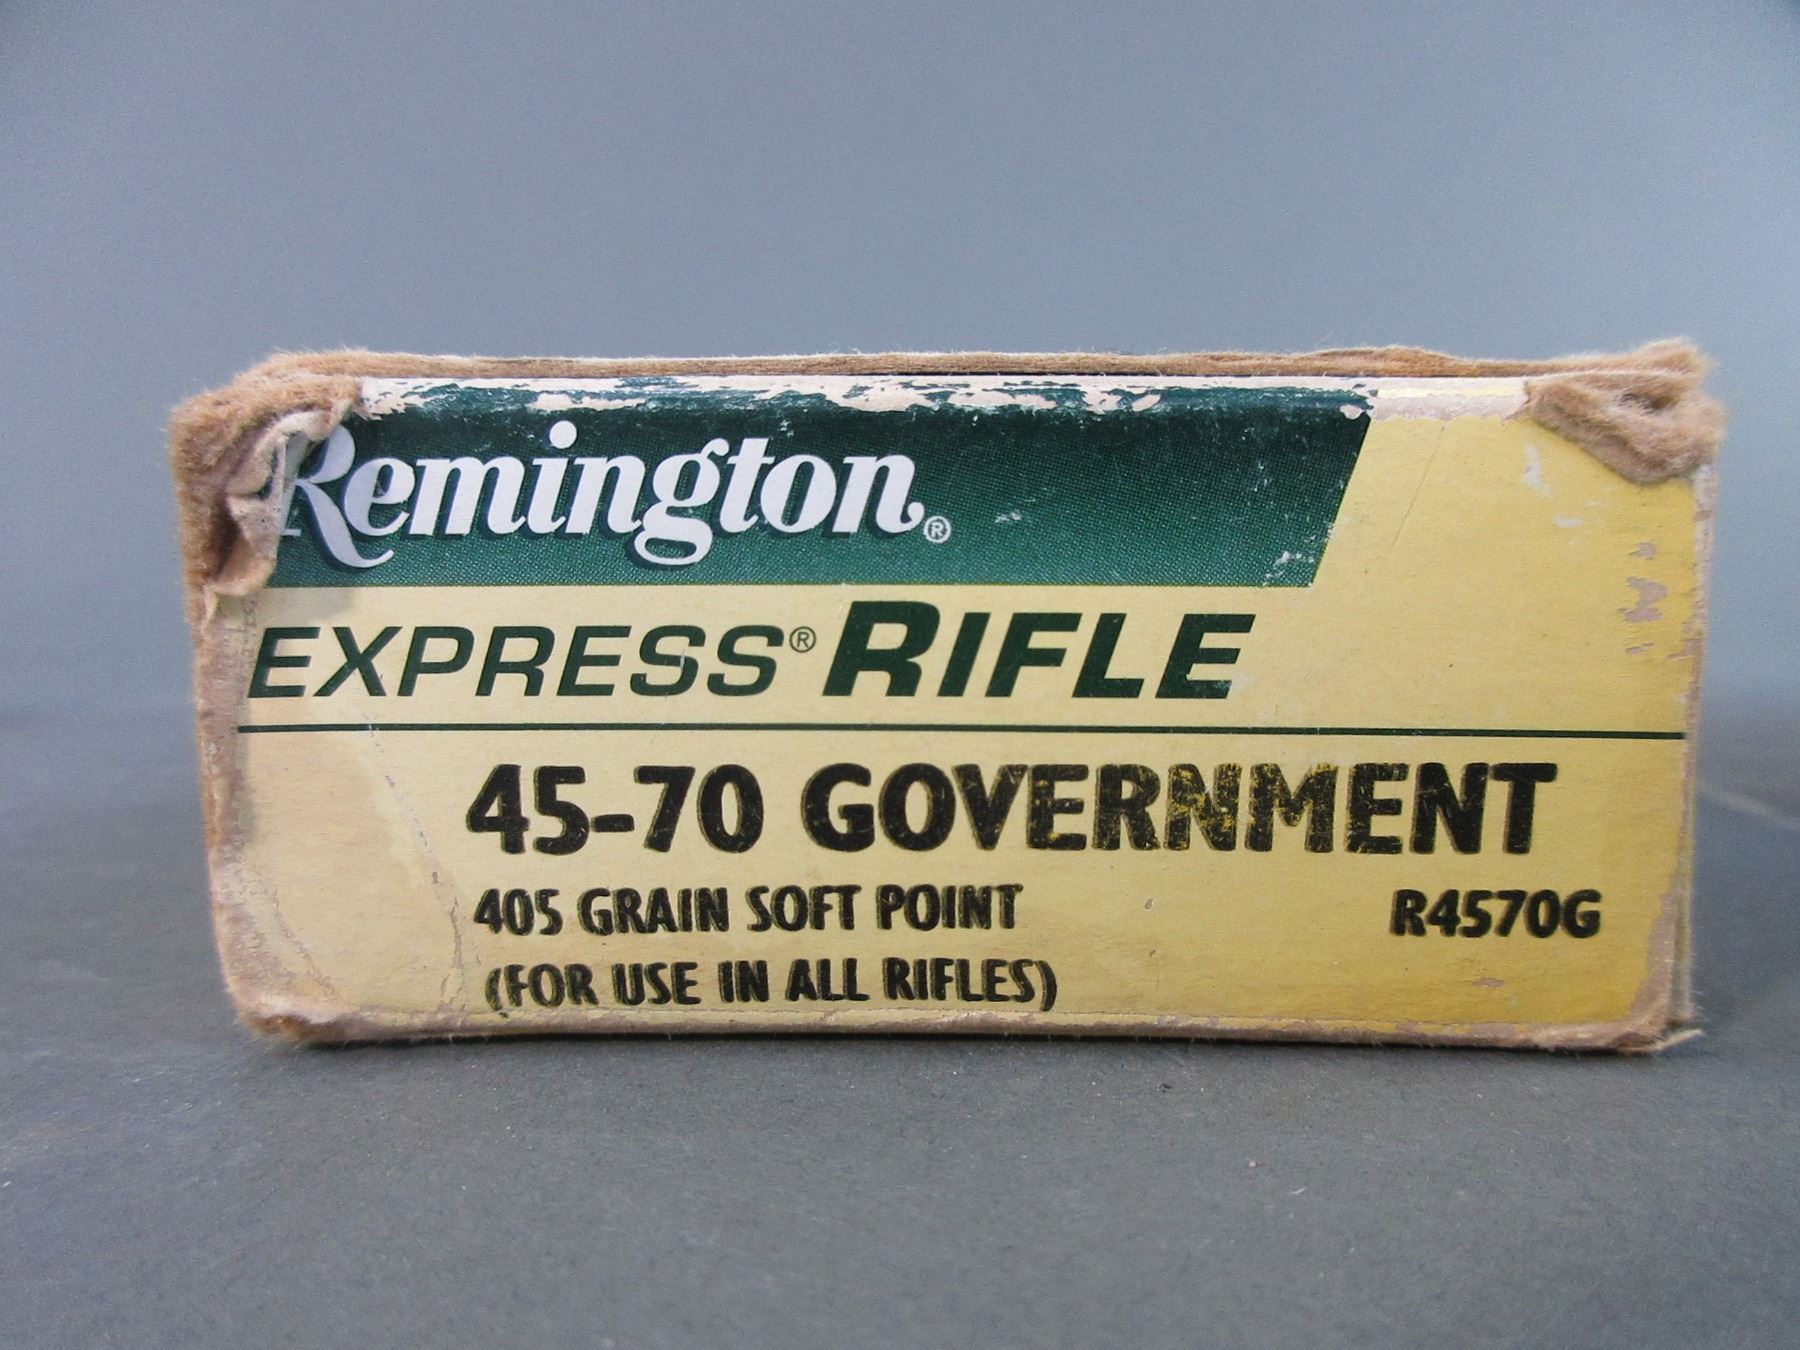 Remington®
EXPRESS® RIFLE
45-70 GOVERNMENT
405 GRAIN SOFT POINT R4570G
(FOR USE IN ALL RIFLES)